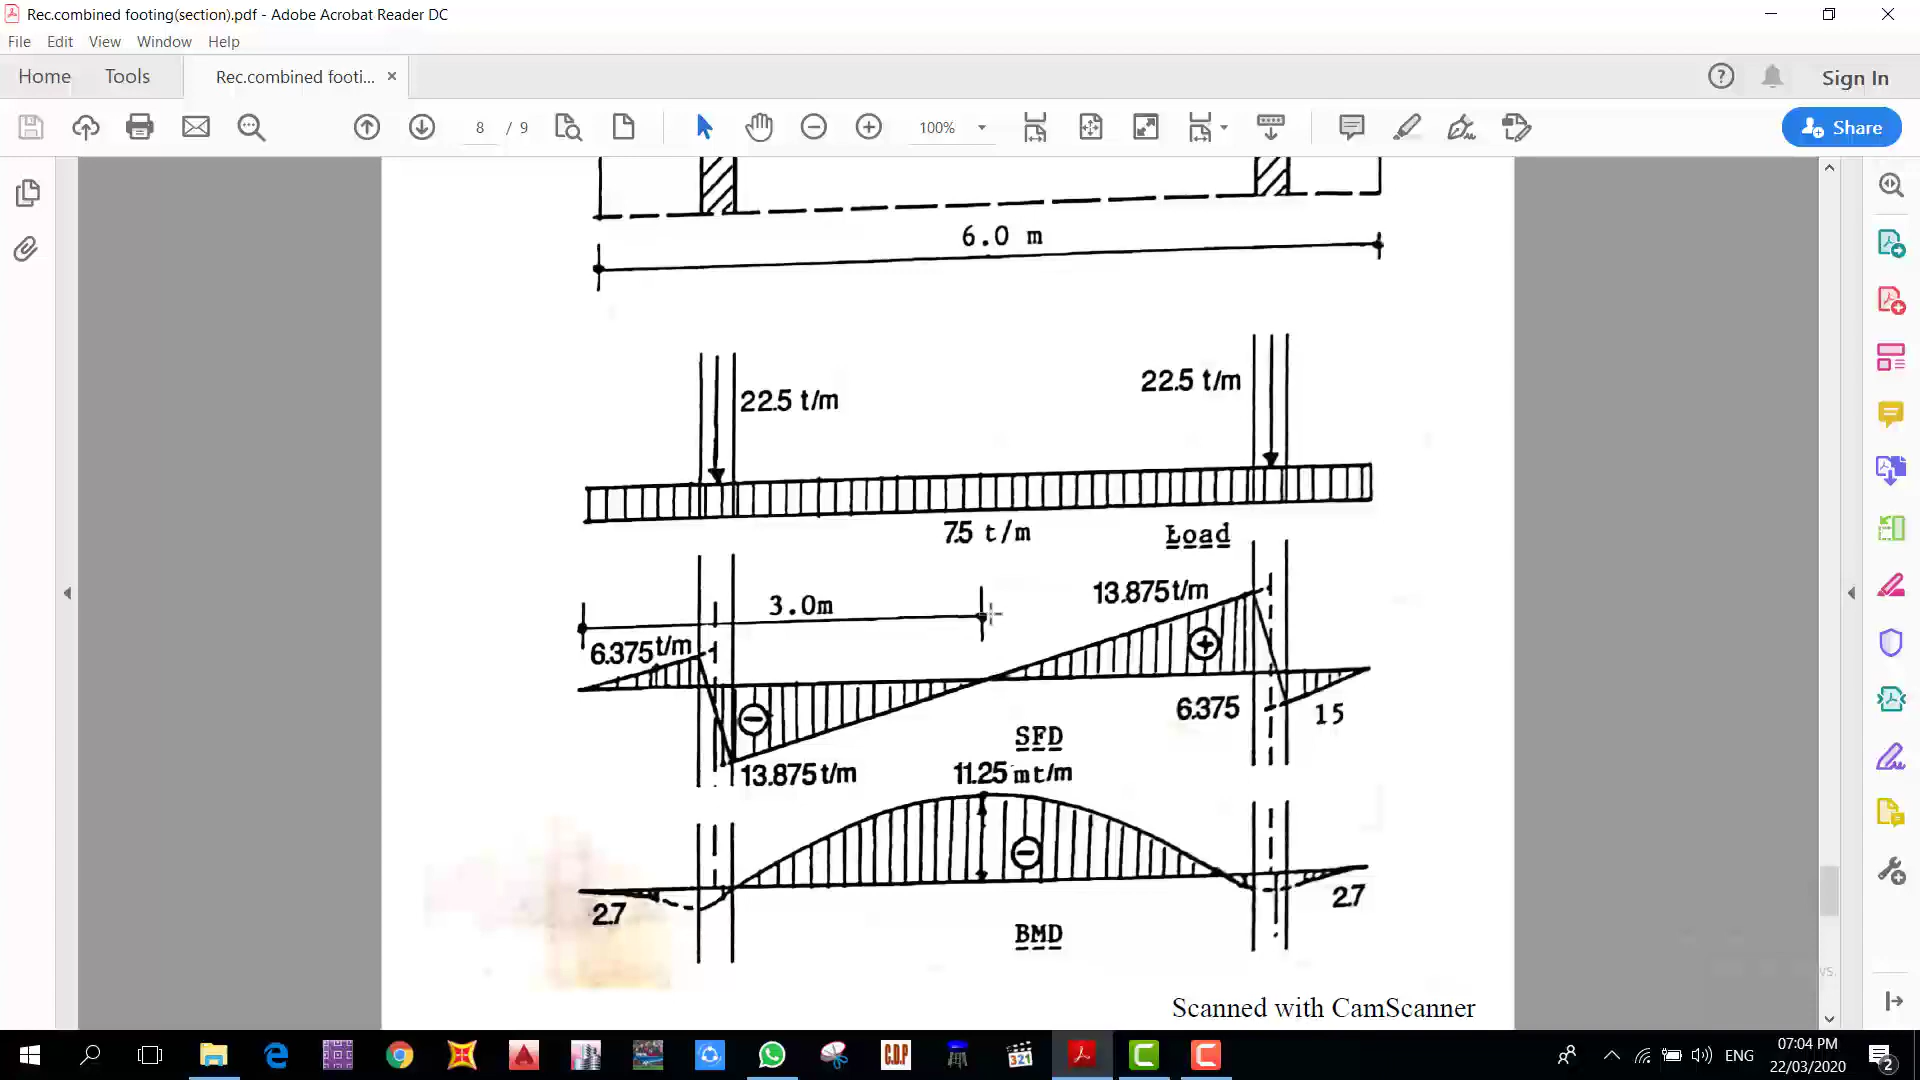 Rec.combined footing(section).pdf - Adobe Acrobat Reader DC
File Edit View Window Help
Home Tools Rec.combined footi... × Sign In
8 / 9 100% Share
6.0 m
22.5 t/m 22.5 t/m
7.5 t/m Load
3.0m 13.875 t/m
6.375 t/m +
− 6.375 15
SFD
13.875 t/m 11.25 mt/m
−
2.7 2.7
BMD
Scanned with CamScanner
C.D.P 321 ENG 07:04 PM
22/03/2020 2